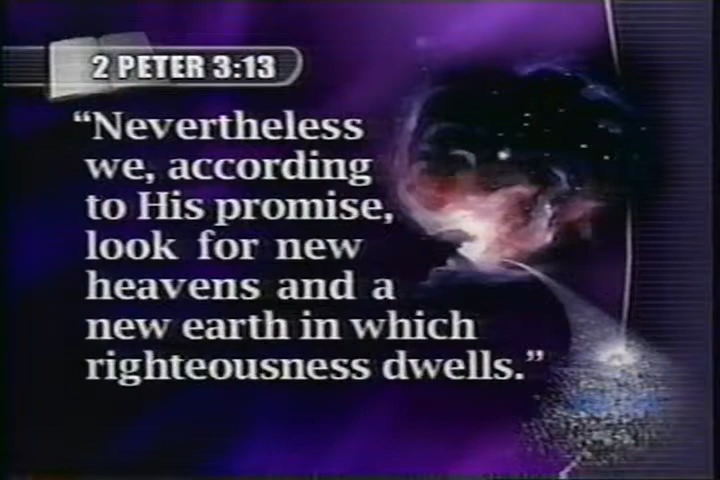 2 PETER 3:13
“Nevertheless
we, according
to His promise,
look for new
heavens and a
new earth in which
righteousness dwells.”